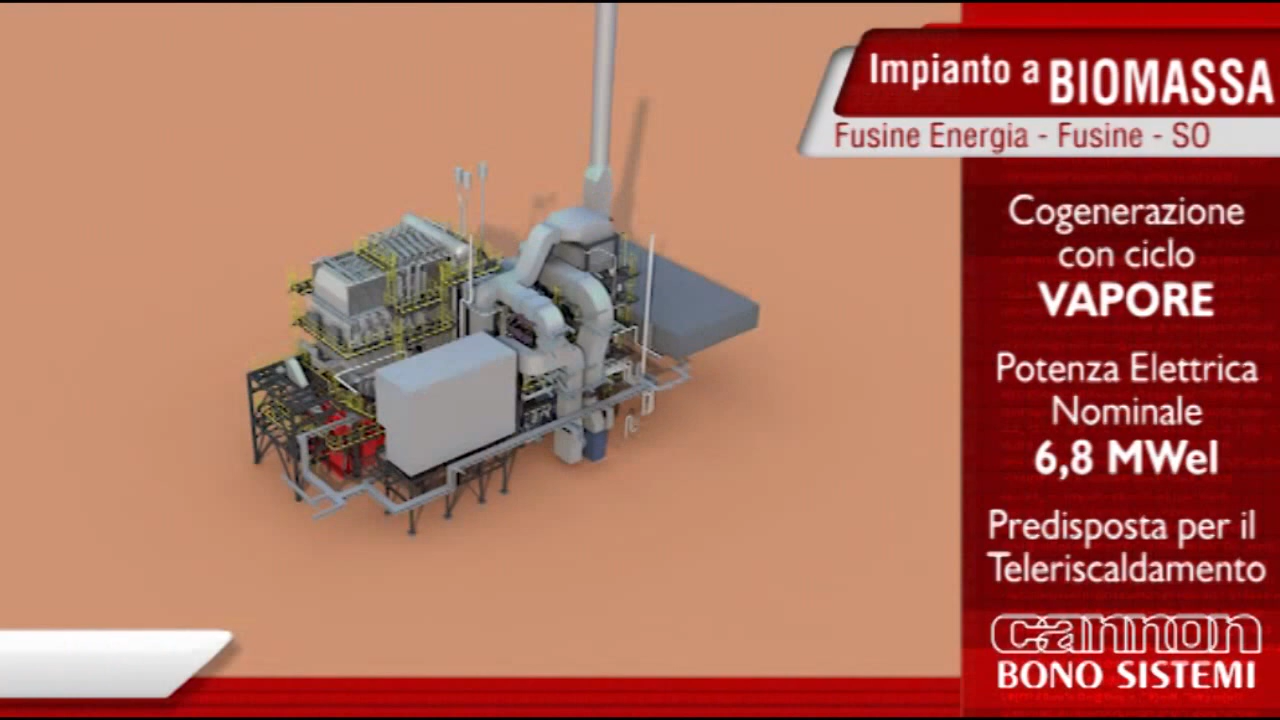 Impianto a BIOMASSA
Fusine Energia - Fusine - SO
Cogenerazione
con ciclo
VAPORE
Potenza Elettrica
Nominale
6,8 MWel
Predisposta per il
Teleriscaldamento
cannon
BONO SISTEMI